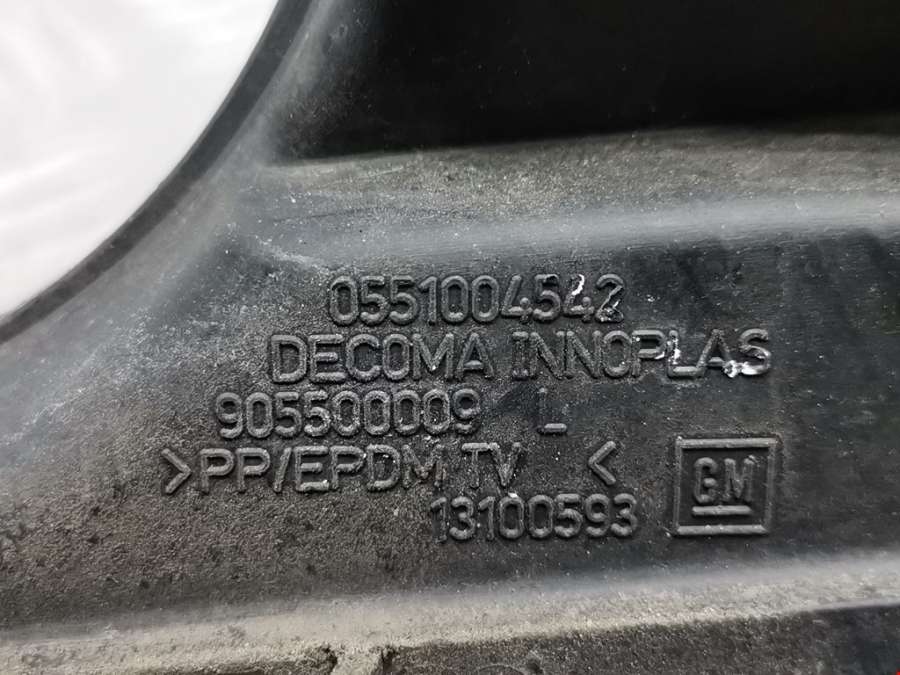 0551004542
DECOMA INNOPLAS
905500009 L
>PP/EPDM TV <
13100593
GM